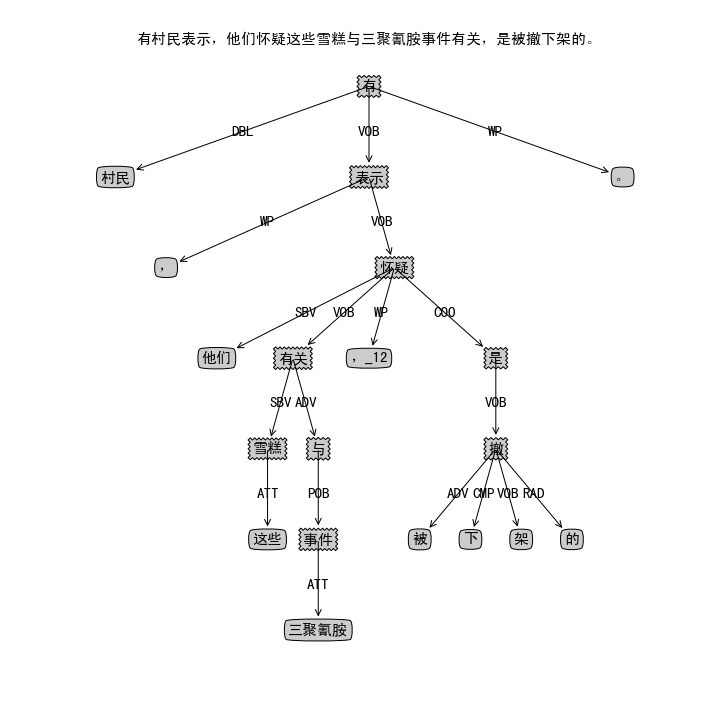 有村民表示，他们怀疑这些雪糕与三聚氰胺事件有关，是被撤下架的。
有
DBL VOB WP
村民 表示 。
WP VOB
， 怀疑
SBV VOB WP COO
他们 有关 ，_12 是
SBV ADV VOB
雪糕 与 撤
ATT POB ADV CMP VOB RAD
这些 事件 被 下 架 的
ATT
三聚氰胺